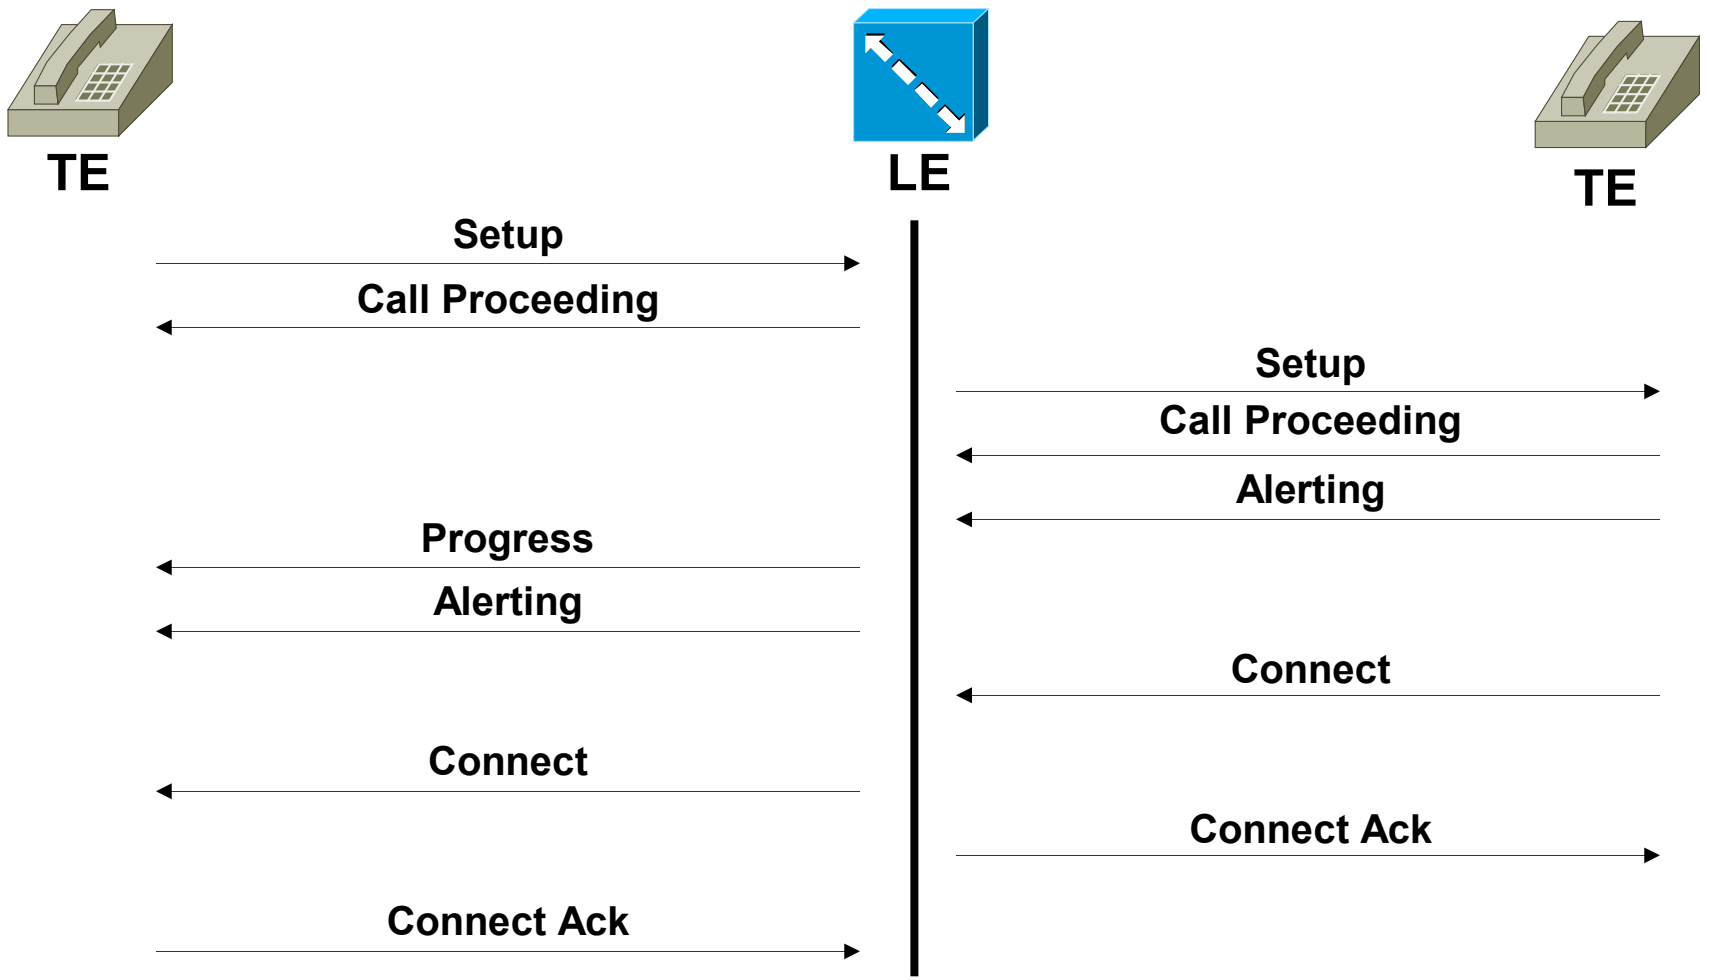 TE
LE
TE
Setup
Call Proceeding
Setup
Call Proceeding
Alerting
Progress
Alerting
Connect
Connect
Connect Ack
Connect Ack